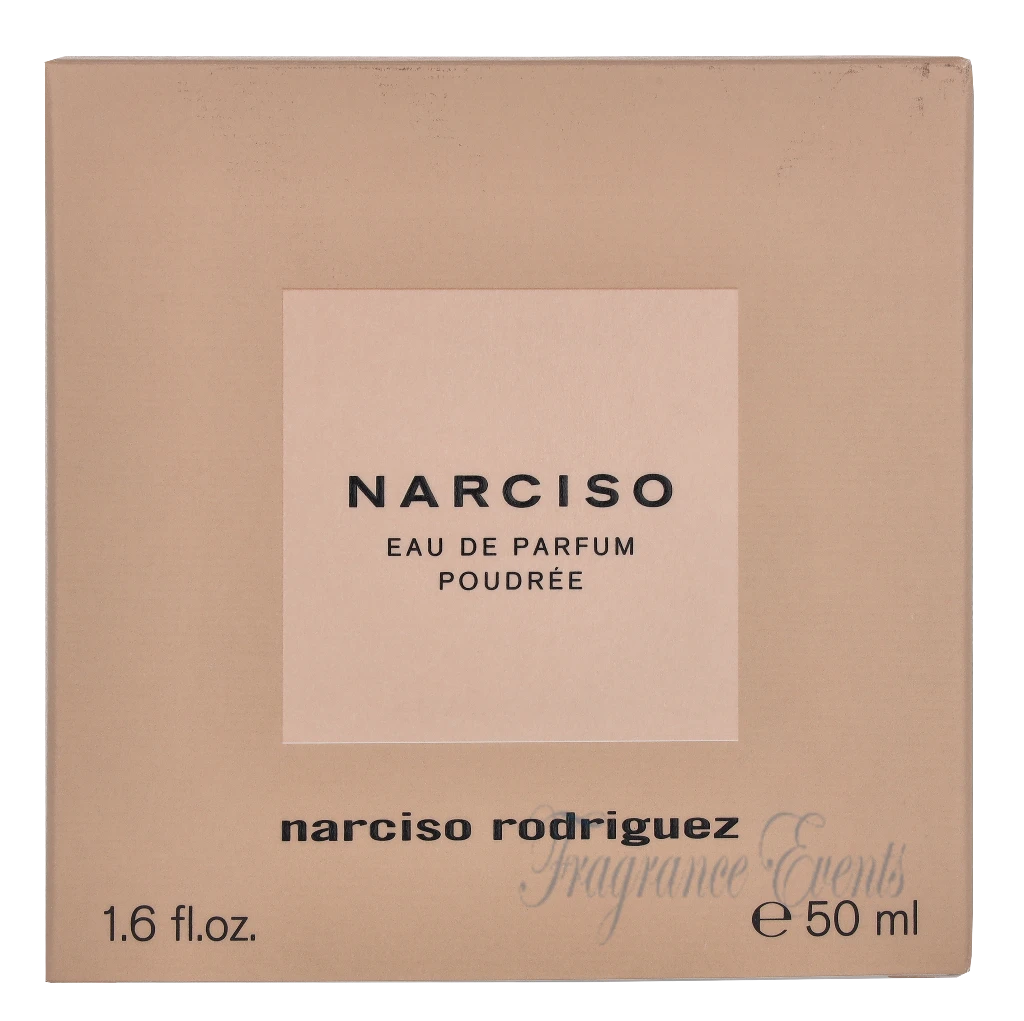 NARCISO
EAU DE PARFUM
POUDRÉE
narciso rodriguez
Fragrance Events
1.6 fl.oz.
℮ 50 ml